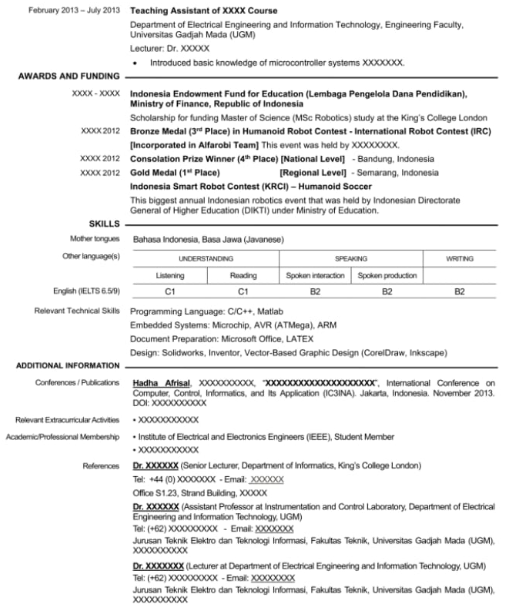 February 2013 – July 2013 Teaching Assistant of XXXX Course
Department of Electrical Engineering and Information Technology, Engineering Faculty,
Universitas Gadjah Mada (UGM)
Lecturer: Dr. XXXXX
• Introduced basic knowledge of microcontroller systems XXXXXXX.
AWARDS AND FUNDING
XXXX - XXXX Indonesia Endowment Fund for Education (Lembaga Pengelola Dana Pendidikan),
Ministry of Finance, Republic of Indonesia
Scholarship for funding Master of Science (MSc Robotics) study at the King's College London
XXXX 2012 Bronze Medal (3rd Place) in Humanoid Robot Contest - International Robot Contest (IRC)
[Incorporated in Alfarobi Team] This event was held by XXXXXXXX.
XXXX 2012 Consolation Prize Winner (4th Place) [National Level] - Bandung, Indonesia
XXXX 2012 Gold Medal (1st Place) [Regional Level] - Semarang, Indonesia
Indonesia Smart Robot Contest (KRCI) – Humanoid Soccer
This biggest annual Indonesian robotics event that was held by Indonesian Directorate
General of Higher Education (DIKTI) under Ministry of Education.
SKILLS
Mother tongues Bahasa Indonesia, Basa Jawa (Javanese)
Other language(s) UNDERSTANDING SPEAKING WRITING
Listening Reading Spoken interaction Spoken production
English (IELTS 6.5/9) C1 C1 B2 B2 B2
Relevant Technical Skills Programming Language: C/C++, Matlab
Embedded Systems: Microchip, AVR (ATMega), ARM
Document Preparation: Microsoft Office, LATEX
Design: Solidworks, Inventor, Vector-Based Graphic Design (CorelDraw, Inkscape)
ADDITIONAL INFORMATION
Conferences / Publications Hadha Afrisal, XXXXXXXXXX, "XXXXXXXXXXXXXXXXXXXX", International Conference on
Computer, Control, Informatics, and Its Application (IC3INA). Jakarta, Indonesia. November 2013.
DOI: XXXXXXXXXX
Relevant Extracurricular Activities • XXXXXXXXXXX
Academic/Professional Membership • Institute of Electrical and Electronics Engineers (IEEE), Student Member
• XXXXXXXXXXX
References Dr. XXXXXX (Senior Lecturer, Department of Informatics, King's College London)
Tel: +44 (0) XXXXXXX - Email: XXXXXX
Office S1.23, Strand Building, XXXXX
Dr. XXXXXX (Assistant Professor at Instrumentation and Control Laboratory, Department of Electrical
Engineering and Information Technology, UGM)
Tel: (+62) XXXXXXXXX - Email: XXXXXXX
Jurusan Teknik Elektro dan Teknologi Informasi, Fakultas Teknik, Universitas Gadjah Mada (UGM),
XXXXXXXXXX
Dr. XXXXXXX (Lecturer at Department of Electrical Engineering and Information Technology, UGM)
Tel: (+62) XXXXXXXXX - Email: XXXXXXXX
Jurusan Teknik Elektro dan Teknologi Informasi, Fakultas Teknik, Universitas Gadjah Mada (UGM),
XXXXXXXXXX